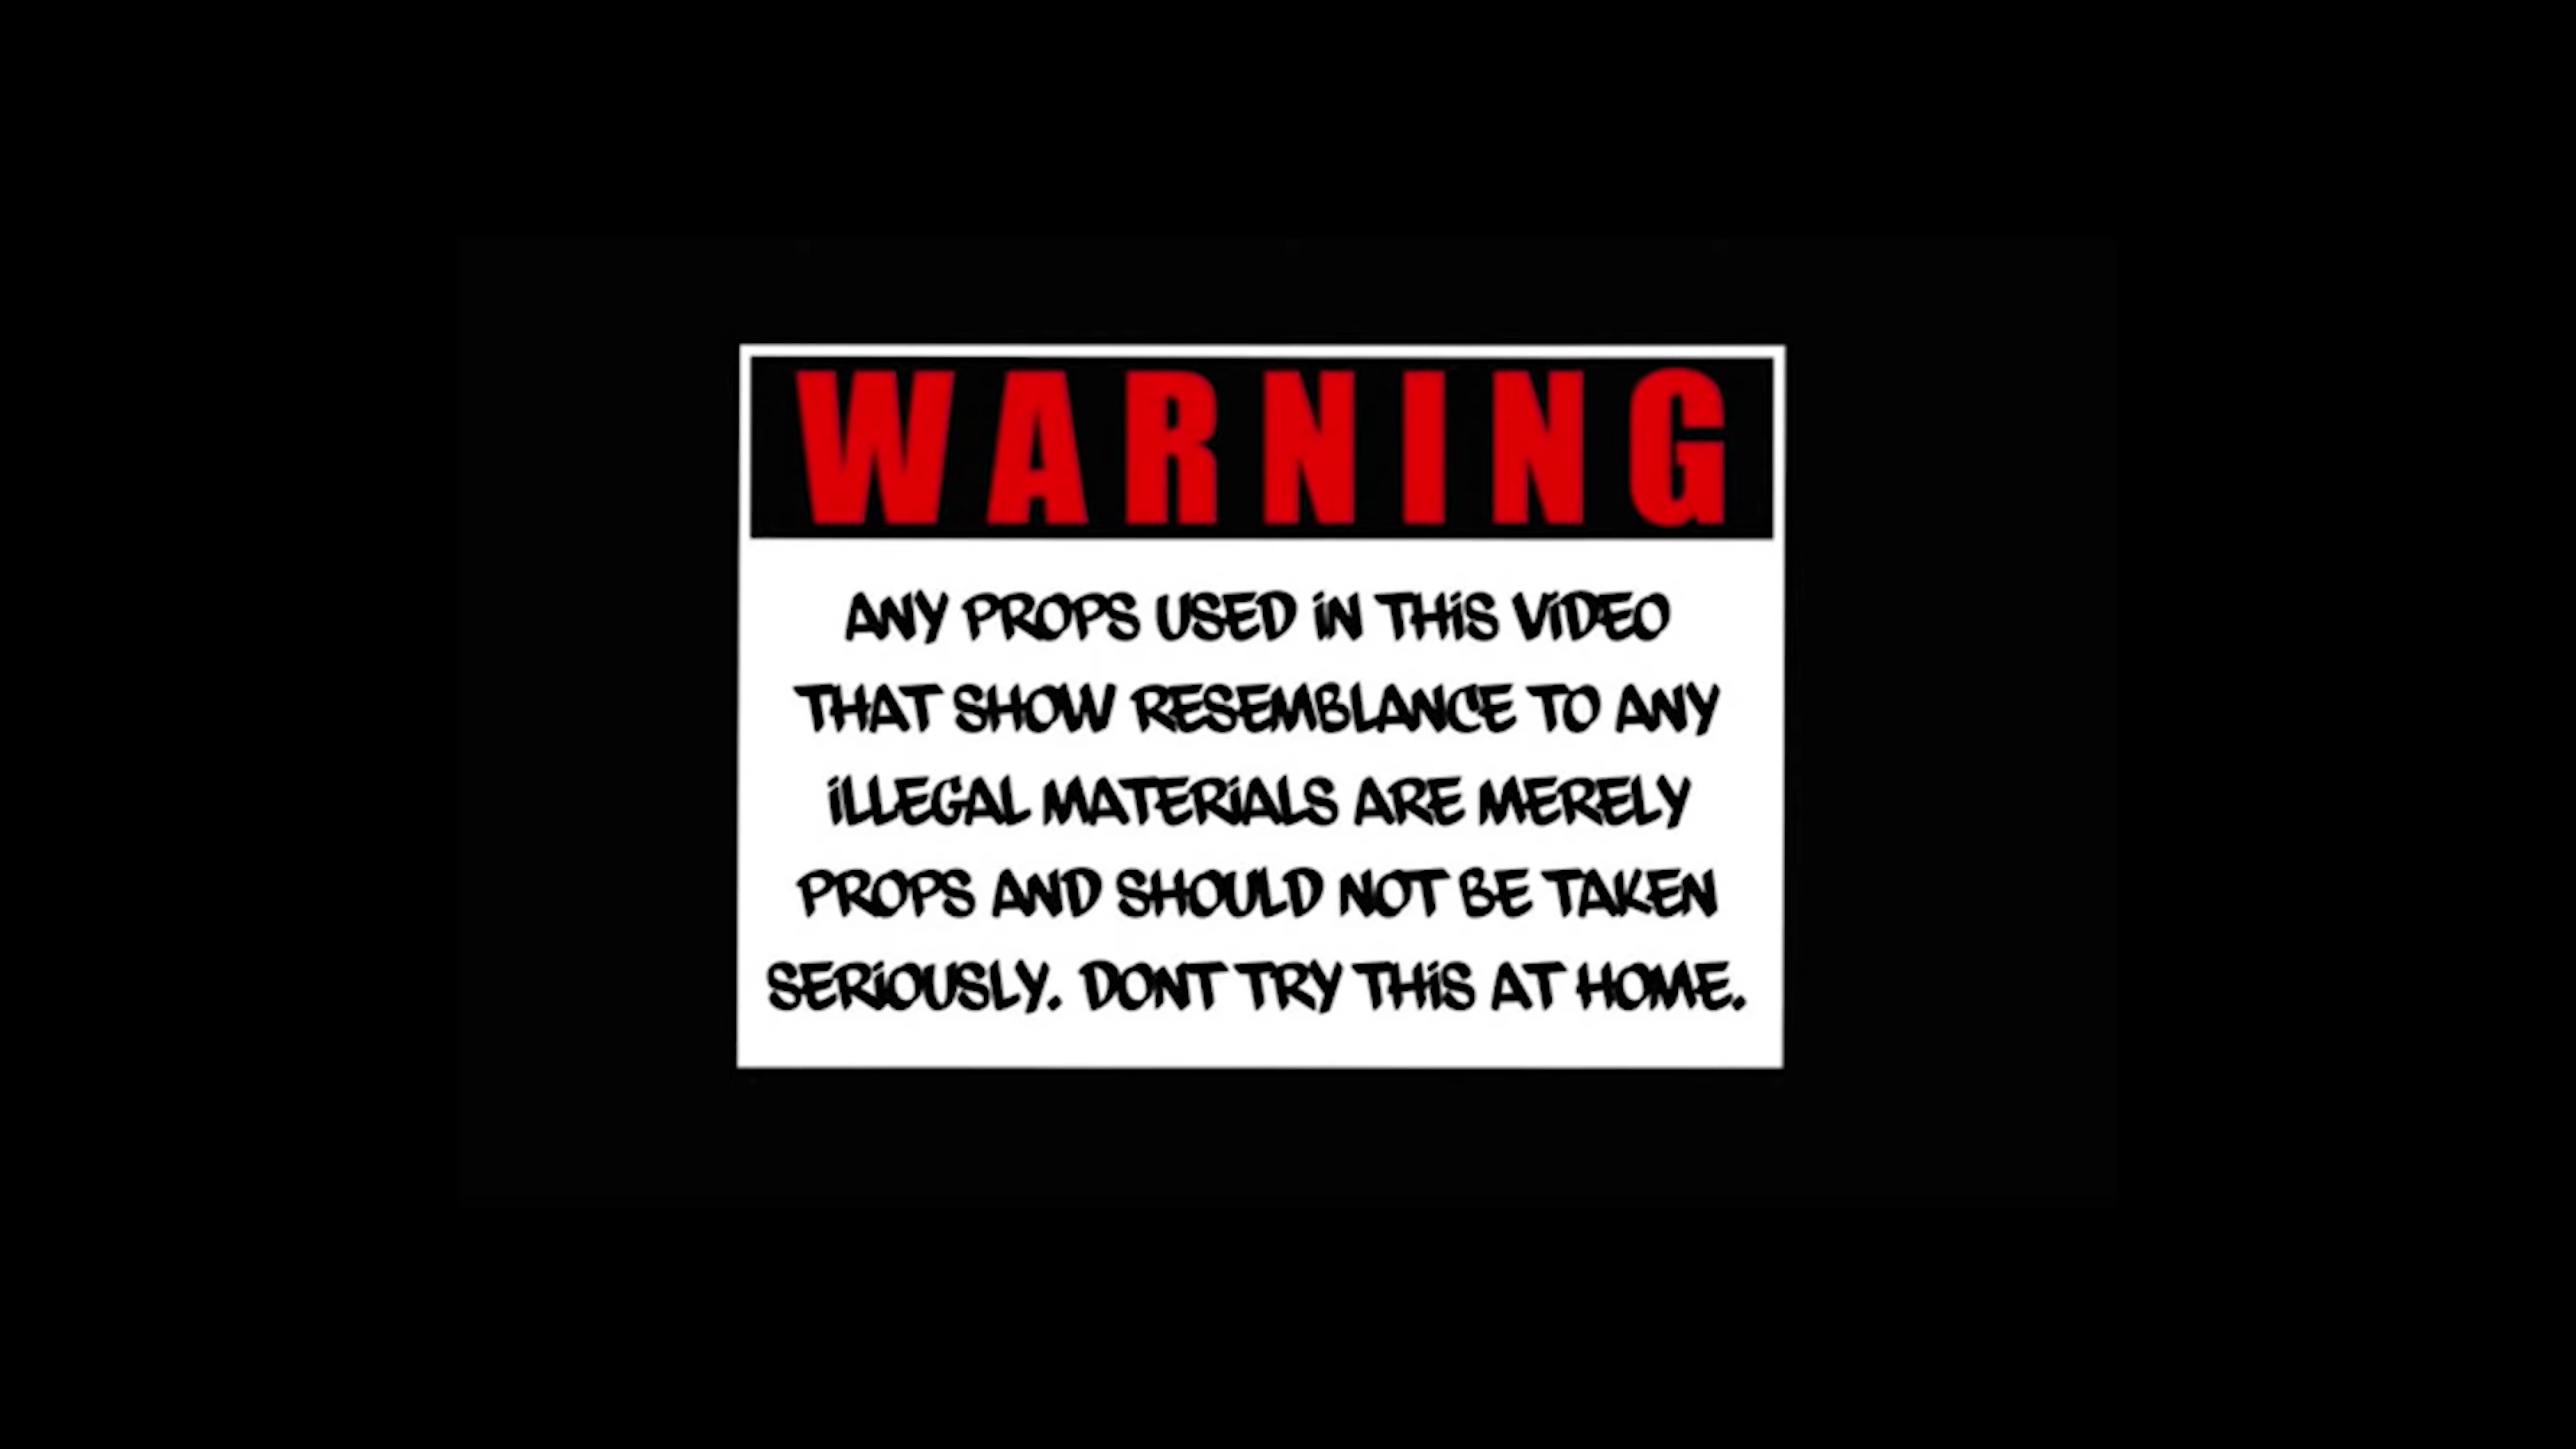 WARNING
ANY PROPS USED iN THiS ViDEO
THAT SHOW RESEMBLANCE TO ANY
iLLEGAL MATERiALS ARE MERELY
PROPS AND SHOULD NOT BE TAKEN
SERiOUSLY. DONT TRY THiS AT HOME.